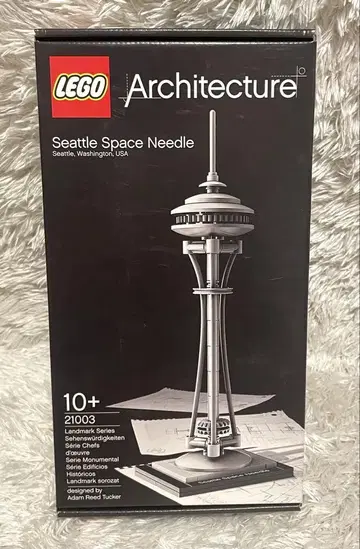 LEGO
Architecture
Seattle Space Needle
Seattle, Washington, USA
10+
21003
Landmark Series
Sehenswürdigkeiten
Série Chefs
d'œuvre
Serie Monumental
Série Edifícios
Históricos
Landmark sorozat
designed by
Adam Reed Tucker